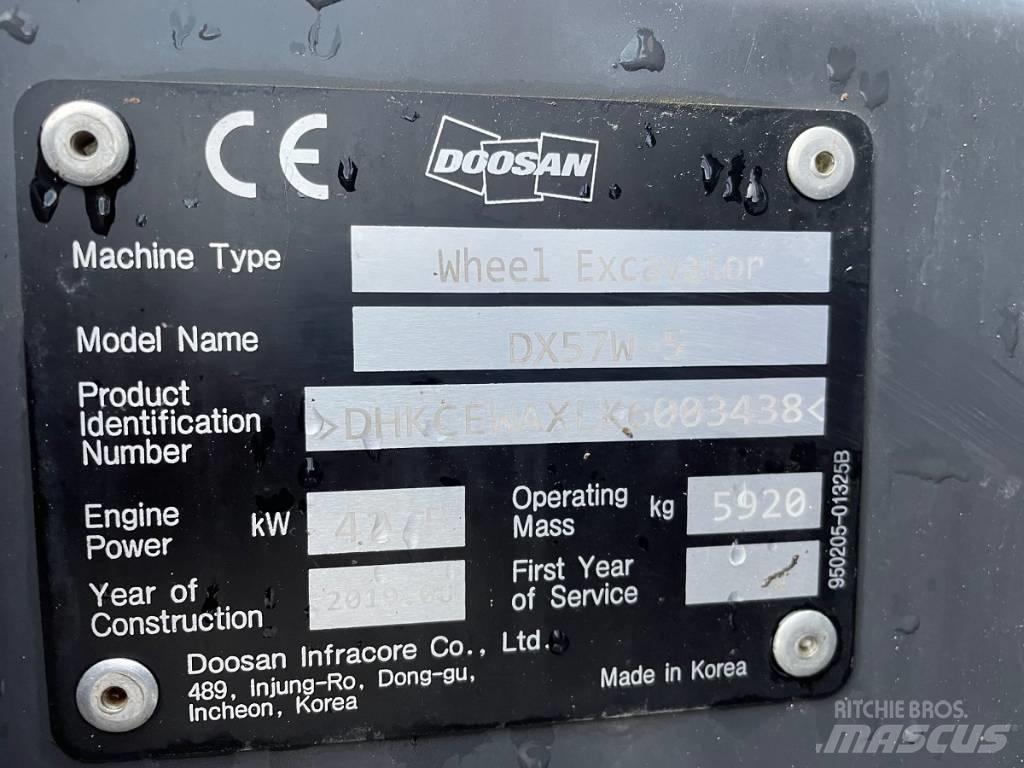 CE DOOSAN
Machine Type Wheel Excavator
Model Name DX57W-5
Product
Identification
Number >DHKCEWAXLK6003438<
Engine
Power kW
Operating
Mass kg 5920
Year of
Construction
First Year
of Service
950205-01325B
Doosan Infracore Co., Ltd.
489, Injung-Ro, Dong-gu,
Incheon, Korea
Made in Korea
RITCHIE BROS.
MASCUS